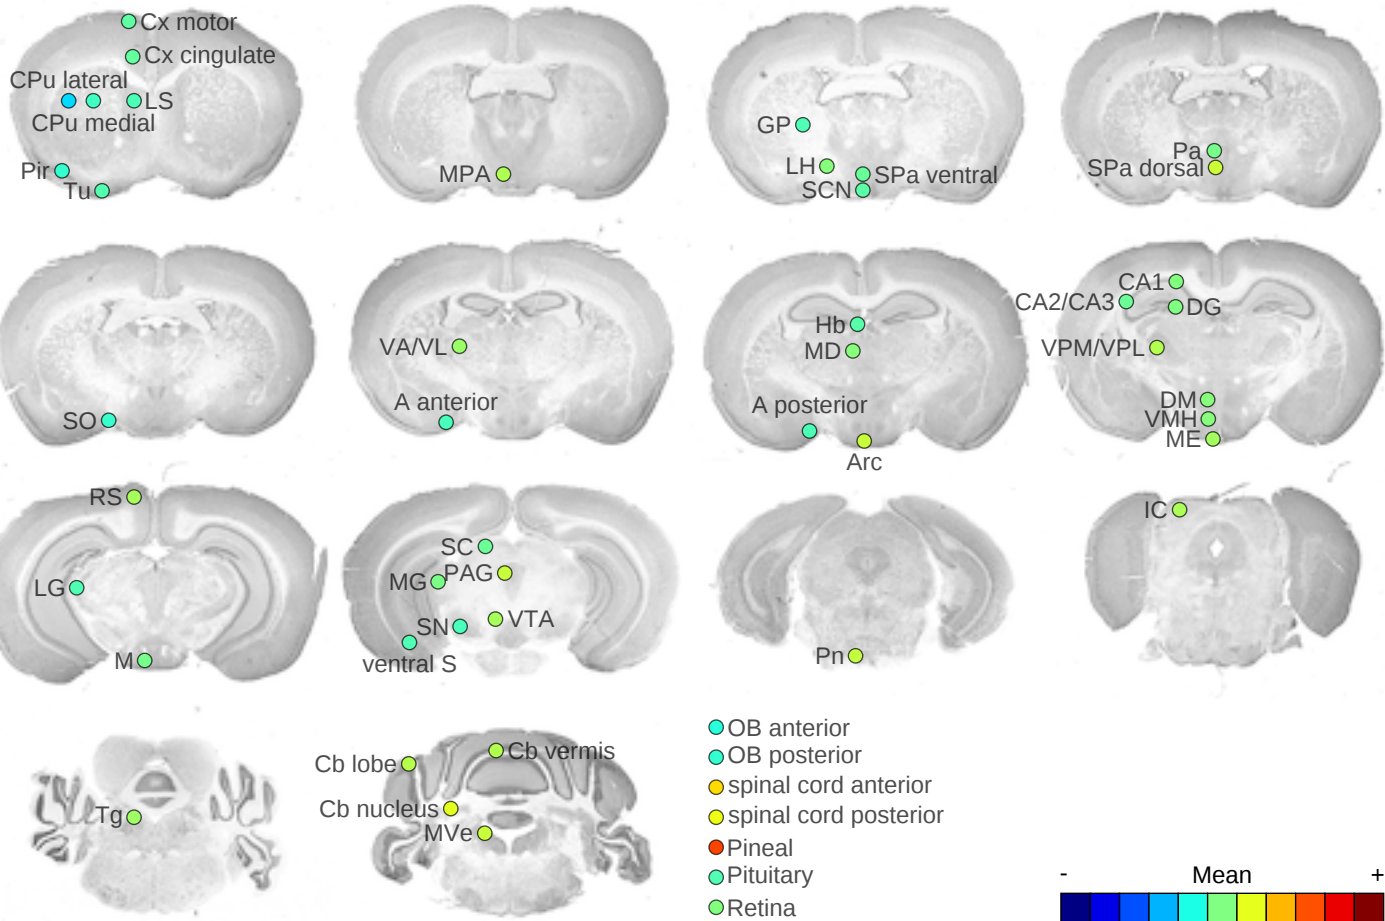 Cx motor
Cx cingulate
CPu lateral
LS
CPu medial
Pir
Tu
MPA
GP
LH
SPa ventral
SCN
Pa
SPa dorsal
SO
VA/VL
A anterior
Hb
MD
A posterior
Arc
CA1
CA2/CA3
DG
VPM/VPL
DM
VMH
ME
RS
LG
M
SC
MG
PAG
SN
VTA
ventral S
Pn
IC
Tg
Cb lobe
Cb vermis
Cb nucleus
MVe
OB anterior
OB posterior
spinal cord anterior
spinal cord posterior
Pineal
Pituitary
Retina
- Mean +